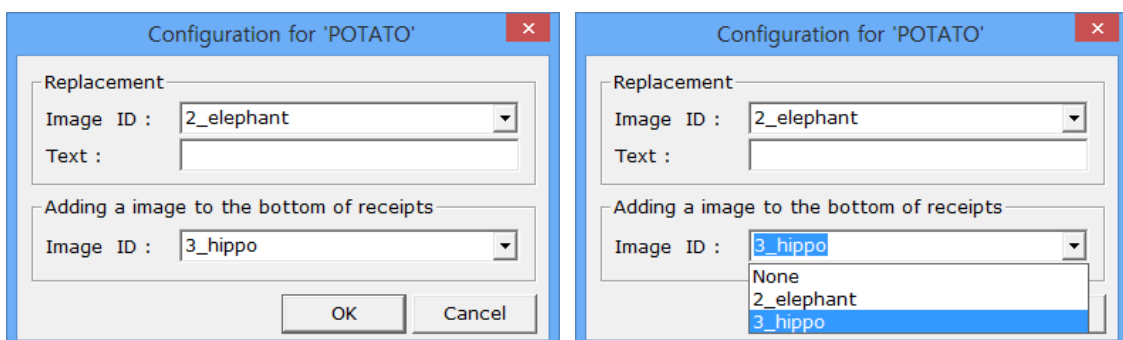 Configuration for 'POTATO'
Replacement
Image ID : 2_elephant
Text :
Adding a image to the bottom of receipts
Image ID : 3_hippo
OK Cancel
Configuration for 'POTATO'
Replacement
Image ID : 2_elephant
Text :
Adding a image to the bottom of receipts
Image ID : 3_hippo
None
2_elephant
3_hippo